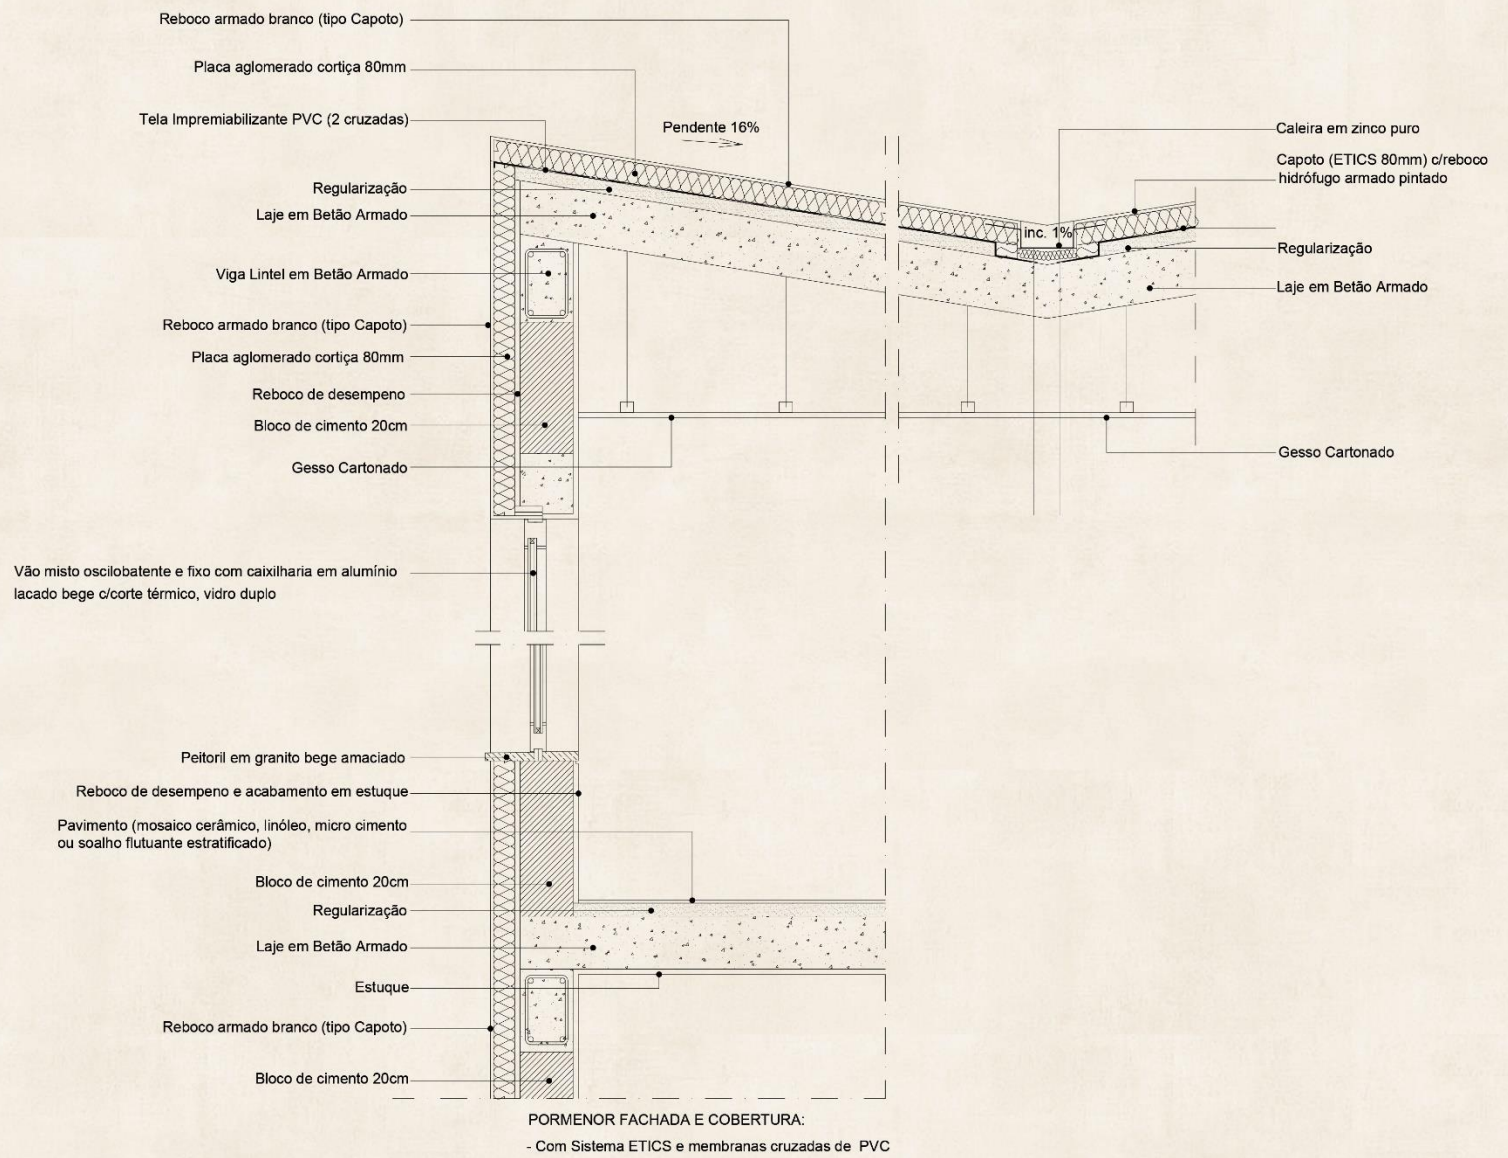 Reboco armado branco (tipo Capoto)
Placa aglomerado cortiça 80mm
Tela Impremiabilizante PVC (2 cruzadas)
Pendente 16%
Regularização
Laje em Betão Armado
Viga Lintel em Betão Armado
Reboco armado branco (tipo Capoto)
Placa aglomerado cortiça 80mm
Reboco de desempeno
Bloco de cimento 20cm
Gesso Cartonado
Caleira em zinco puro
Capoto (ETICS 80mm) c/reboco
hidrófugo armado pintado
inc. 1%
Regularização
Laje em Betão Armado
Gesso Cartonado
Vão misto oscilobatente e fixo com caixilharia em alumínio
lacado bege c/corte térmico, vidro duplo
Peitoril em granito bege amaciado
Reboco de desempeno e acabamento em estuque
Pavimento (mosaico cerâmico, linóleo, micro cimento
ou soalho flutuante estratificado)
Bloco de cimento 20cm
Regularização
Laje em Betão Armado
Estuque
Reboco armado branco (tipo Capoto)
Bloco de cimento 20cm
PORMENOR FACHADA E COBERTURA:
- Com Sistema ETICS e membranas cruzadas de PVC